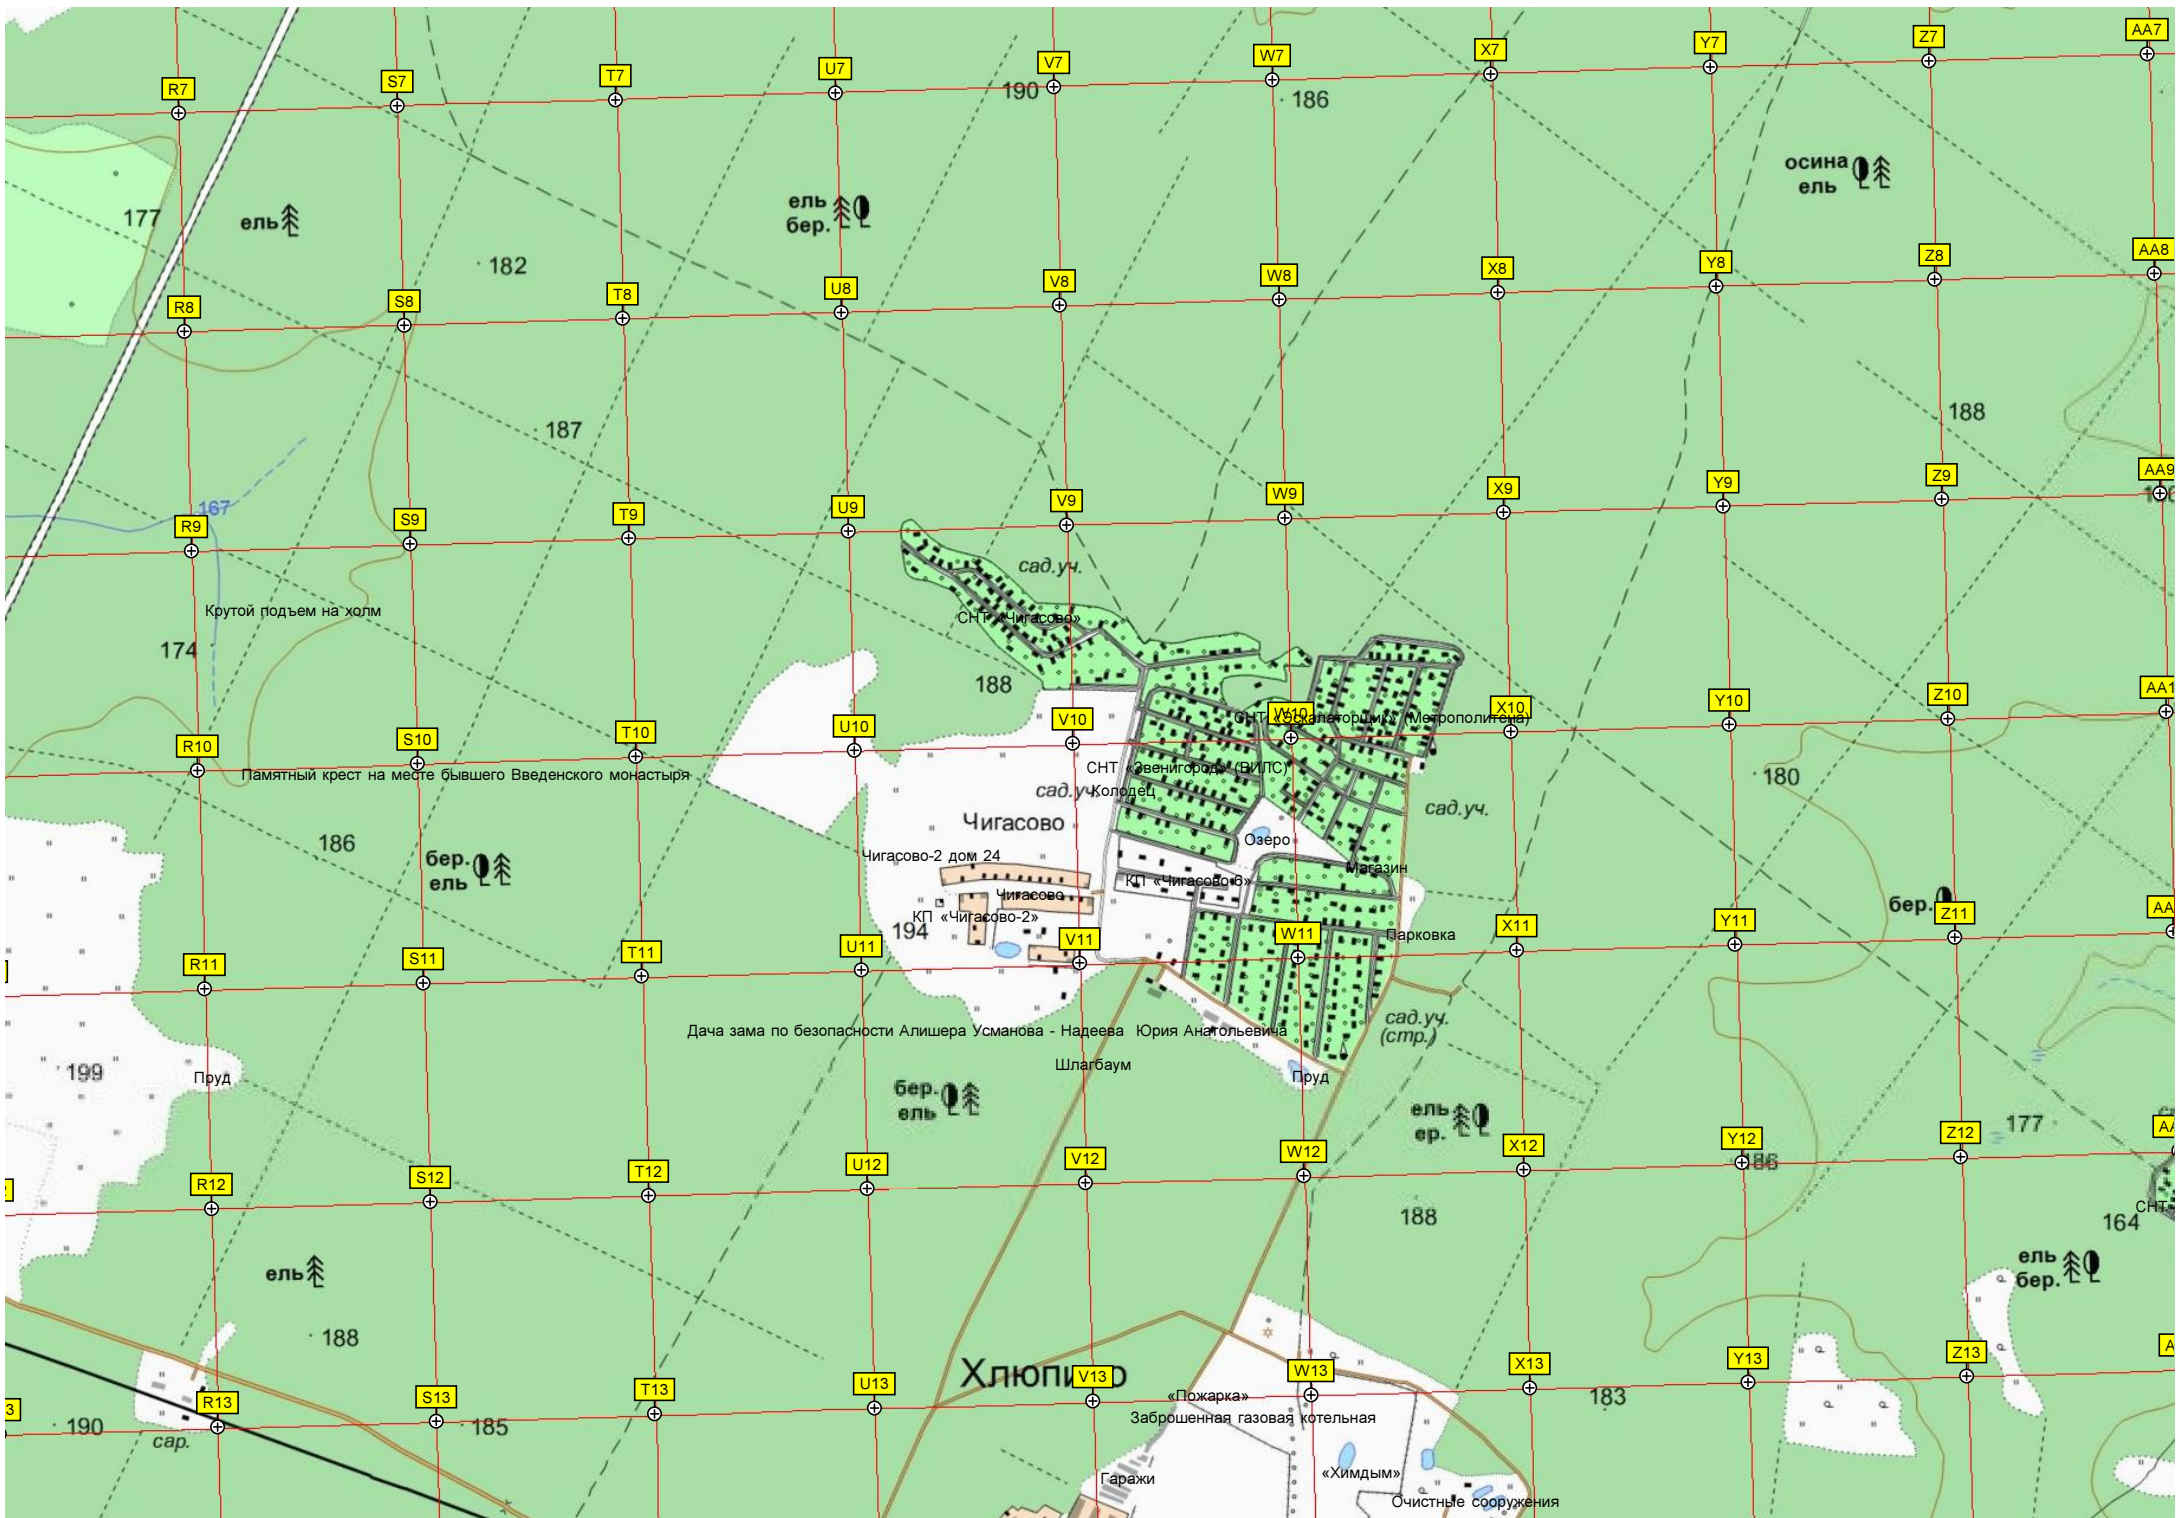 R7
S7
T7
U7
V7
W7
X7
Y7
Z7
AA7
190
186
осина
ель
177
ель
ель
бер.
182
R8
S8
T8
U8
V8
W8
X8
Y8
Z8
AA8
187
188
167
R9
S9
T9
U9
V9
W9
X9
Y9
Z9
AA9
сад.уч.
Крутой подъем на холм
СНТ «Чигасово»
174
188
R10
S10
T10
U10
V10
W10
X10
Y10
Z10
СНТ «Эскалаторщик» (Метрополитена)
Памятный крест на месте бывшего Введенского монастыря
СНТ «Звенигород» (ВИЛС)
180
сад.уч.
Колодец
сад.уч.
Чигасово
186
Озеро
бер.
ель
Чигасово-2 дом 24
Магазин
КП «Чигасово-6»
Чигасово
бер.
КП «Чигасово-2»
194
Парковка
R11
S11
T11
U11
V11
W11
X11
Y11
Z11
сад.уч.
(стр.)
Дача зама по безопасности Алишера Усманова - Надеева Юрия Анатольевича
Шлагбаум
199
Пруд
Пруд
бер.
ель
ель
ер.
177
R12
S12
T12
U12
V12
W12
X12
Y12
Z12
186
188
СНТ
164
ель
ель
бер.
188
Хлюпино
R13
S13
T13
U13
V13
W13
X13
Y13
Z13
«Пожарка»
183
Заброшенная газовая котельная
190
185
сар.
Гаражи
«Химдым»
Очистные сооружения